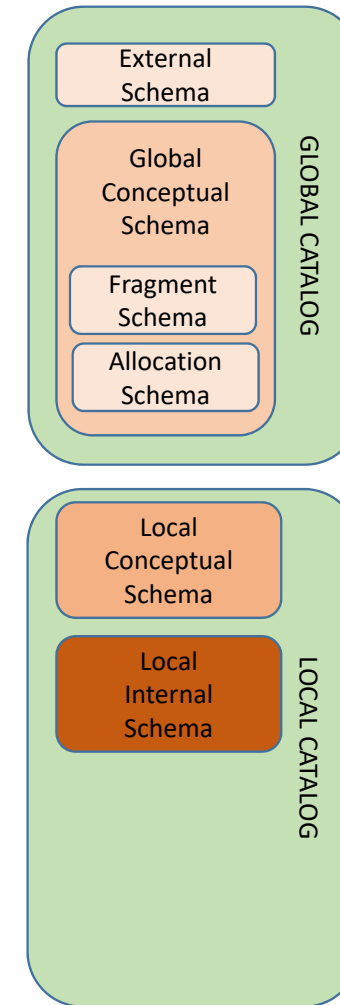 External
Schema
Global
Conceptual
Schema
Fragment
Schema
Allocation
Schema
GLOBAL CATALOG
Local
Conceptual
Schema
Local
Internal
Schema
LOCAL CATALOG